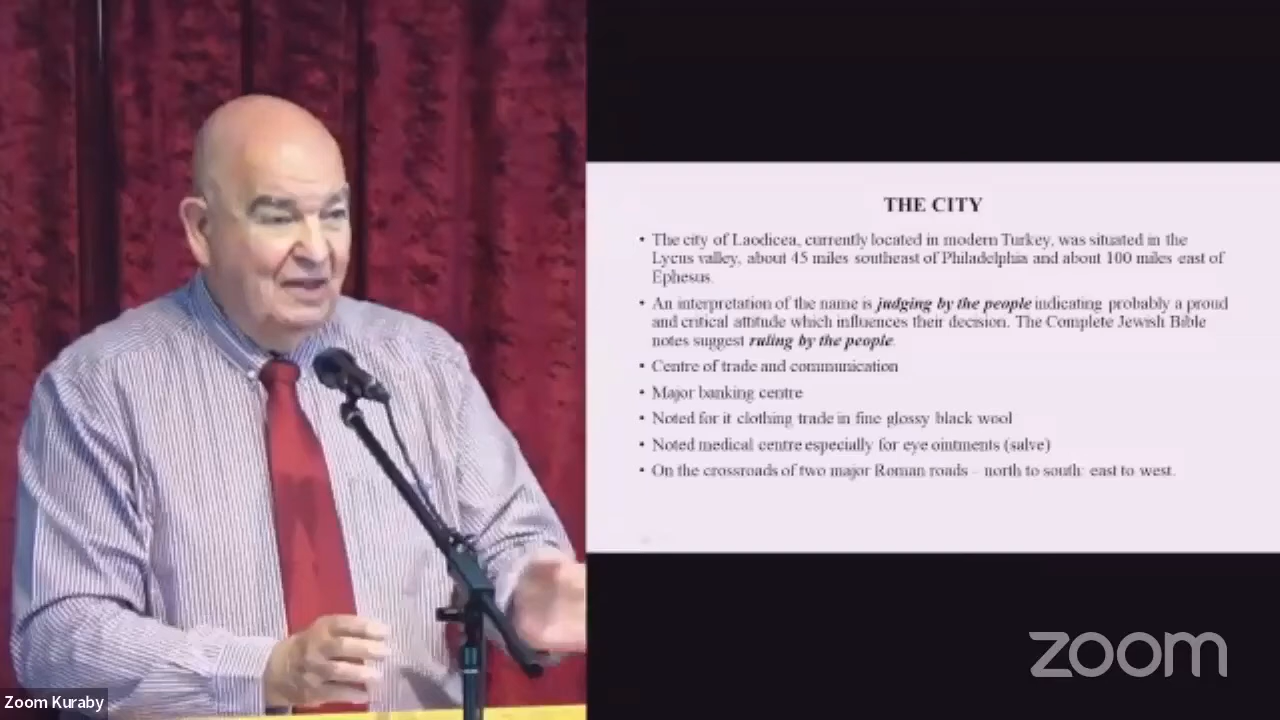 THE CITY
• The city of Laodicea, currently located in modern Turkey, was situated in the
Lycus valley, about 45 miles southeast of Philadelphia and about 100 miles east of
Ephesus.
• An interpretation of the name is judging by the people indicating probably a proud
and critical attitude which influences their decision. The Complete Jewish Bible
notes suggest ruling by the people.
• Centre of trade and communication
• Major banking centre
• Noted for it clothing trade in fine glossy black wool
• Noted medical centre especially for eye ointments (salve)
• On the crossroads of two major Roman roads – north to south: east to west.
zoom
Zoom Kuraby